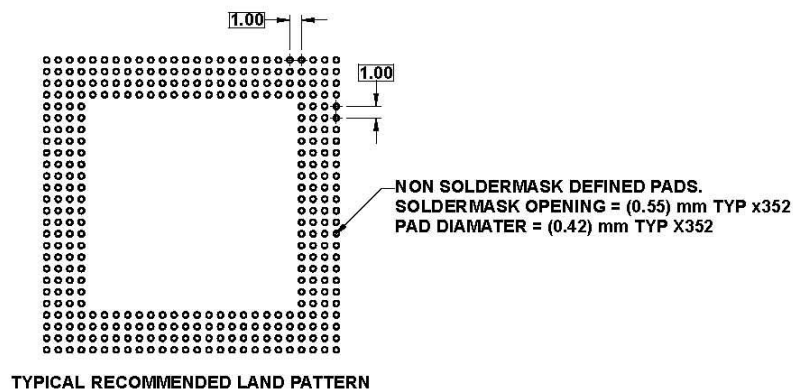 1.00
1.00
NON SOLDERMASK DEFINED PADS.
SOLDERMASK OPENING = (0.55) mm TYP x352
PAD DIAMATER = (0.42) mm TYP X352
TYPICAL RECOMMENDED LAND PATTERN